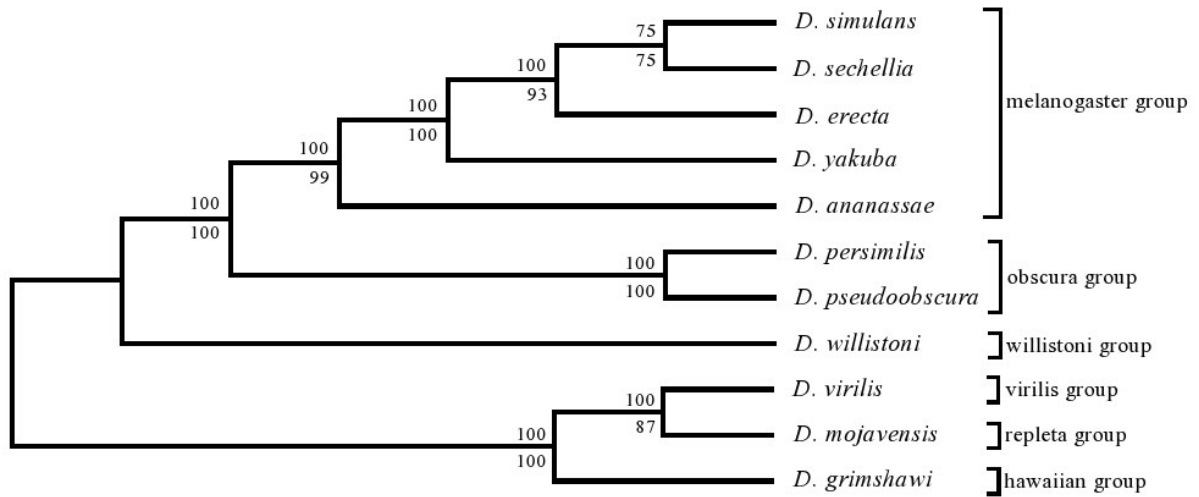 75
D. simulans
75
D. sechellia
100
93
D. erecta
melanogaster group
100
100
D. yakuba
100
99
D. ananassae
100
100
D. persimilis
100
100
D. pseudoobscura
obscura group
D. willistoni
willistoni group
D. virilis
virilis group
100
87
D. mojavensis
repleta group
100
100
D. grimshawi
hawaiian group